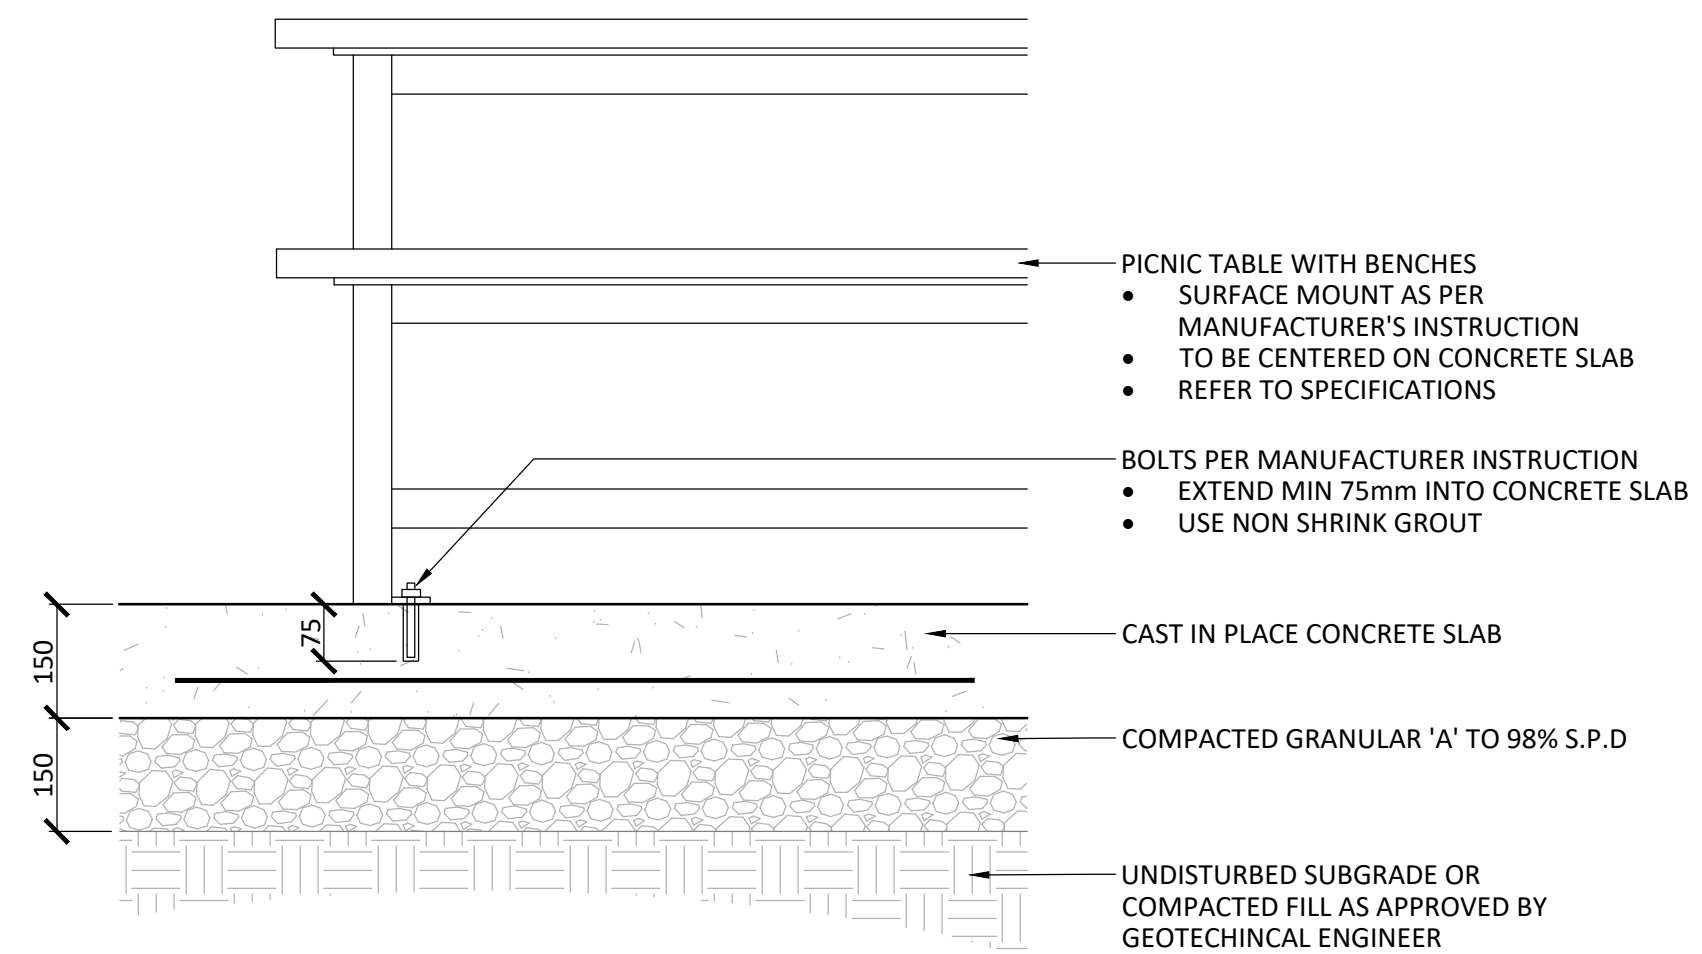 PICNIC TABLE WITH BENCHES
• SURFACE MOUNT AS PER
MANUFACTURER'S INSTRUCTION
• TO BE CENTERED ON CONCRETE SLAB
• REFER TO SPECIFICATIONS
BOLTS PER MANUFACTURER INSTRUCTION
• EXTEND MIN 75mm INTO CONCRETE SLAB
• USE NON SHRINK GROUT
75
150
CAST IN PLACE CONCRETE SLAB
150
COMPACTED GRANULAR 'A' TO 98% S.P.D
UNDISTURBED SUBGRADE OR
COMPACTED FILL AS APPROVED BY
GEOTECHINCAL ENGINEER